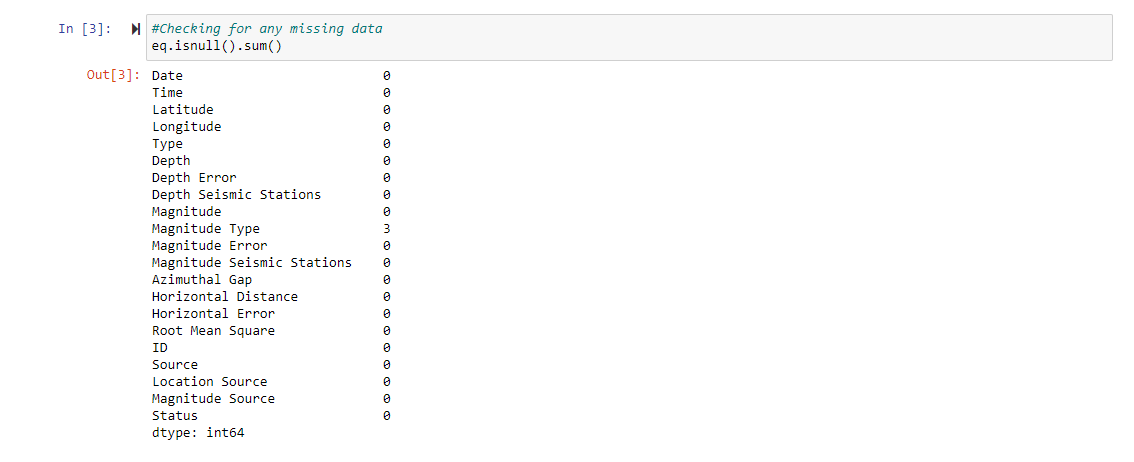 In [3]: #Checking for any missing data
eq.isnull().sum()
Out[3]: Date 0
Time 0
Latitude 0
Longitude 0
Type 0
Depth 0
Depth Error 0
Depth Seismic Stations 0
Magnitude 0
Magnitude Type 3
Magnitude Error 0
Magnitude Seismic Stations 0
Azimuthal Gap 0
Horizontal Distance 0
Horizontal Error 0
Root Mean Square 0
ID 0
Source 0
Location Source 0
Magnitude Source 0
Status 0
dtype: int64